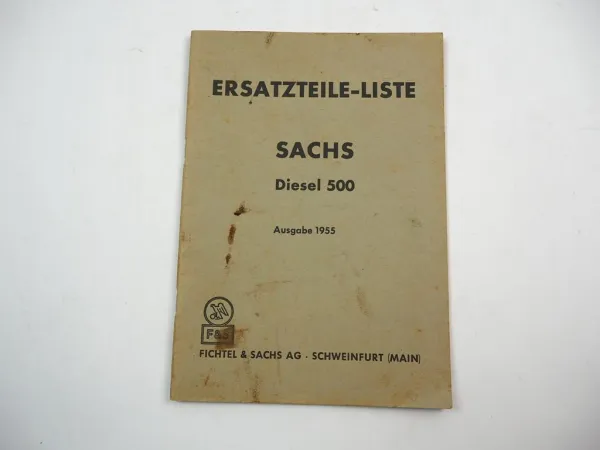 ERSATZTEILE-LISTE
SACHS
Diesel 500
Ausgabe 1955
F&S
FICHTEL & SACHS AG · SCHWEINFURT (MAIN)